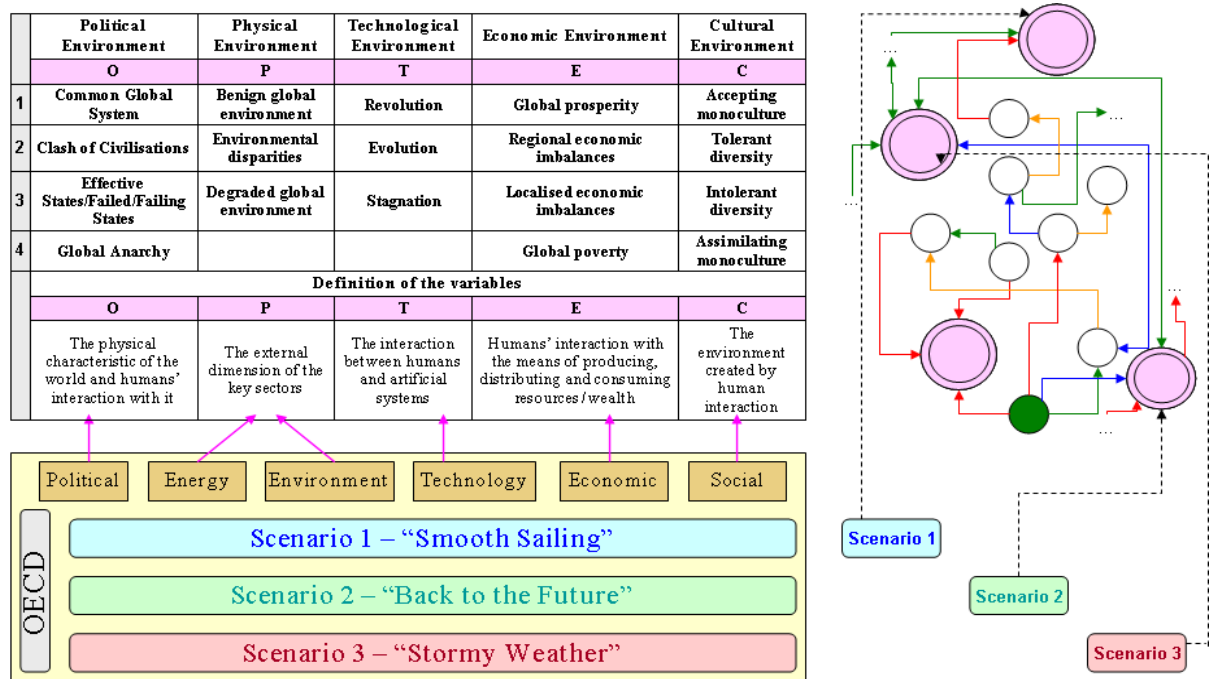 Political Environment
Physical Environment
Technological Environment
Economic Environment
Cultural Environment
O
P
T
E
C
1
Common Global System
Benign global environment
Revolution
Global prosperity
Accepting monoculture
2
Clash of Civilisations
Environmental disparities
Evolution
Regional economic imbalances
Tolerant diversity
3
Effective States/Failed/Failing States
Degraded global environment
Stagnation
Localised economic imbalances
Intolerant diversity
4
Global Anarchy
Global poverty
Assimilating monoculture
Definition of the variables
O
P
T
E
C
The physical characteristic of the world and humans' interaction with it
The external dimension of the key sectors
The interaction between humans and artificial systems
Humans' interaction with the means of producing, distributing and consuming resources/wealth
The environment created by human interaction
Political
Energy
Environment
Technology
Economic
Social
OECD
Scenario 1 – “Smooth Sailing”
Scenario 2 – “Back to the Future”
Scenario 3 – “Stormy Weather”
...
...
...
...
...
Scenario 1
Scenario 2
Scenario 3